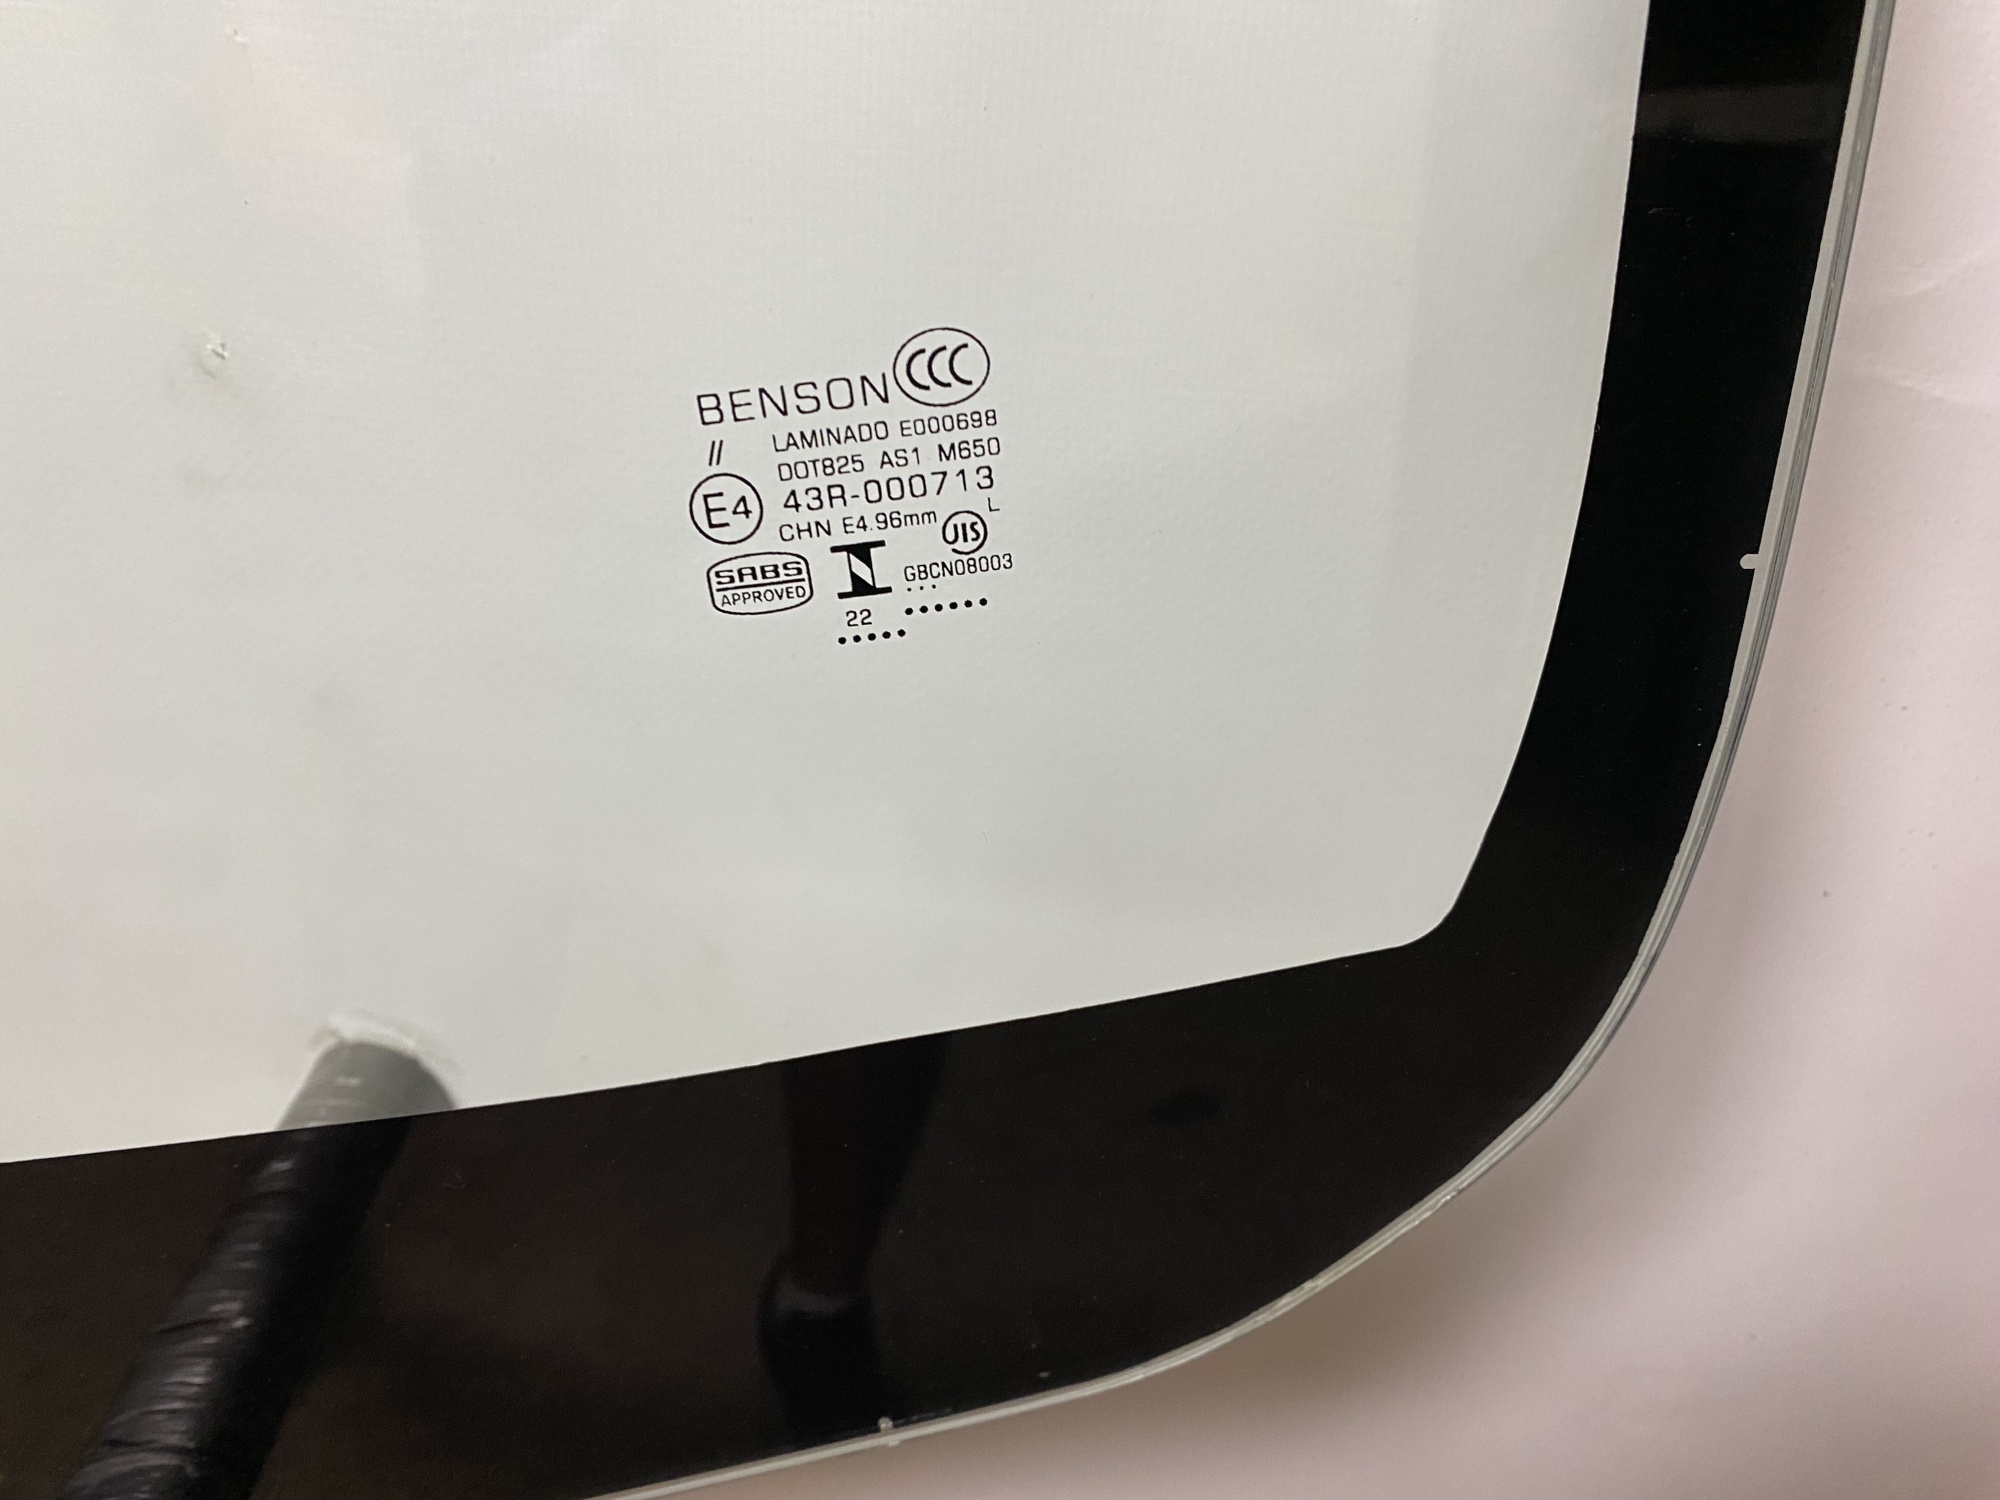 BENSON CCC
// LAMINADO E000698
DOT825 AS1 M650
E4 43R-000713
CHN E4.96mm JIS L
SABS APPROVED N GBCN08003
22